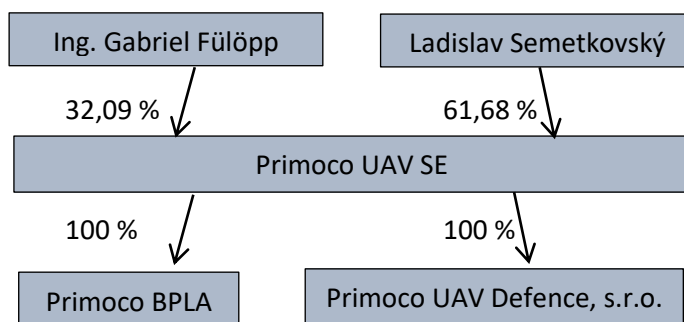 Ing. Gabriel Fülöpp
Ladislav Semetkovský
32,09 %
61,68 %
Primoco UAV SE
100 %
100 %
Primoco BPLA
Primoco UAV Defence, s.r.o.